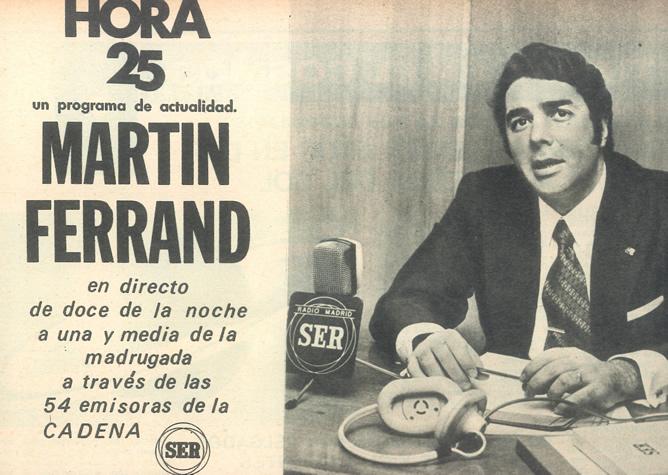 HORA
25
un programa de actualidad.
MARTIN
FERRAND
en directo
de doce de la noche
a una y media de la
madrugada
a través de las
54 emisoras de la
CADENA SER
RADIO MADRID
SER